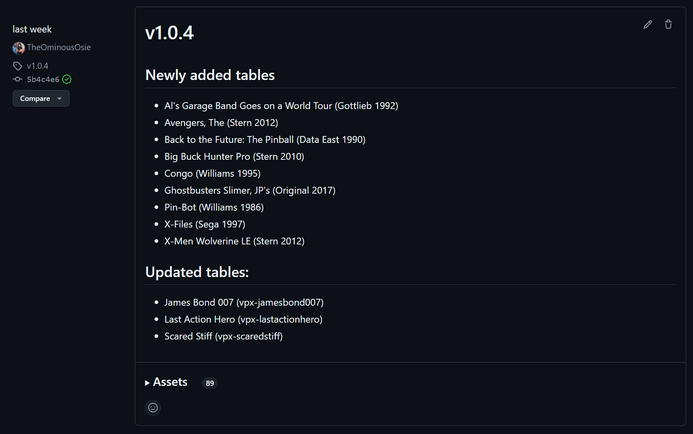 last week
TheOminousOsie
v1.0.4
5b4c4e6
Compare
v1.0.4
Newly added tables
Al's Garage Band Goes on a World Tour (Gottlieb 1992)
Avengers, The (Stern 2012)
Back to the Future: The Pinball (Data East 1990)
Big Buck Hunter Pro (Stern 2010)
Congo (Williams 1995)
Ghostbusters Slimer, JP's (Original 2017)
Pin-Bot (Williams 1986)
X-Files (Sega 1997)
X-Men Wolverine LE (Stern 2012)
Updated tables:
James Bond 007 (vpx-jamesbond007)
Last Action Hero (vpx-lastactionhero)
Scared Stiff (vpx-scaredstiff)
Assets 89